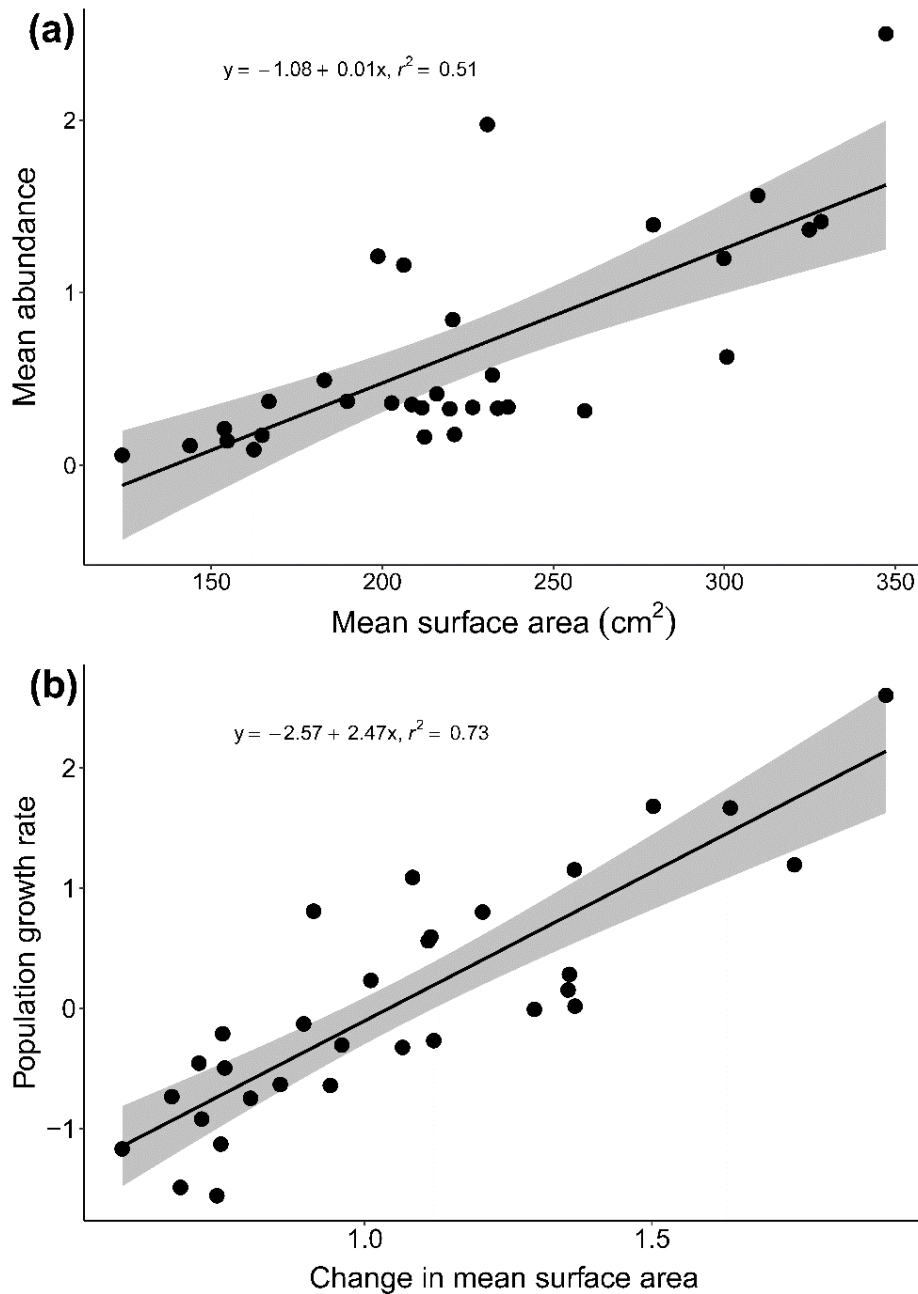 (a)
y = −1.08 + 0.01x, r² = 0.51
2
1
0
Mean abundance
150 200 250 300 350
Mean surface area (cm²)
(b)
y = −2.57 + 2.47x, r² = 0.73
2
1
0
−1
Population growth rate
1.0 1.5
Change in mean surface area